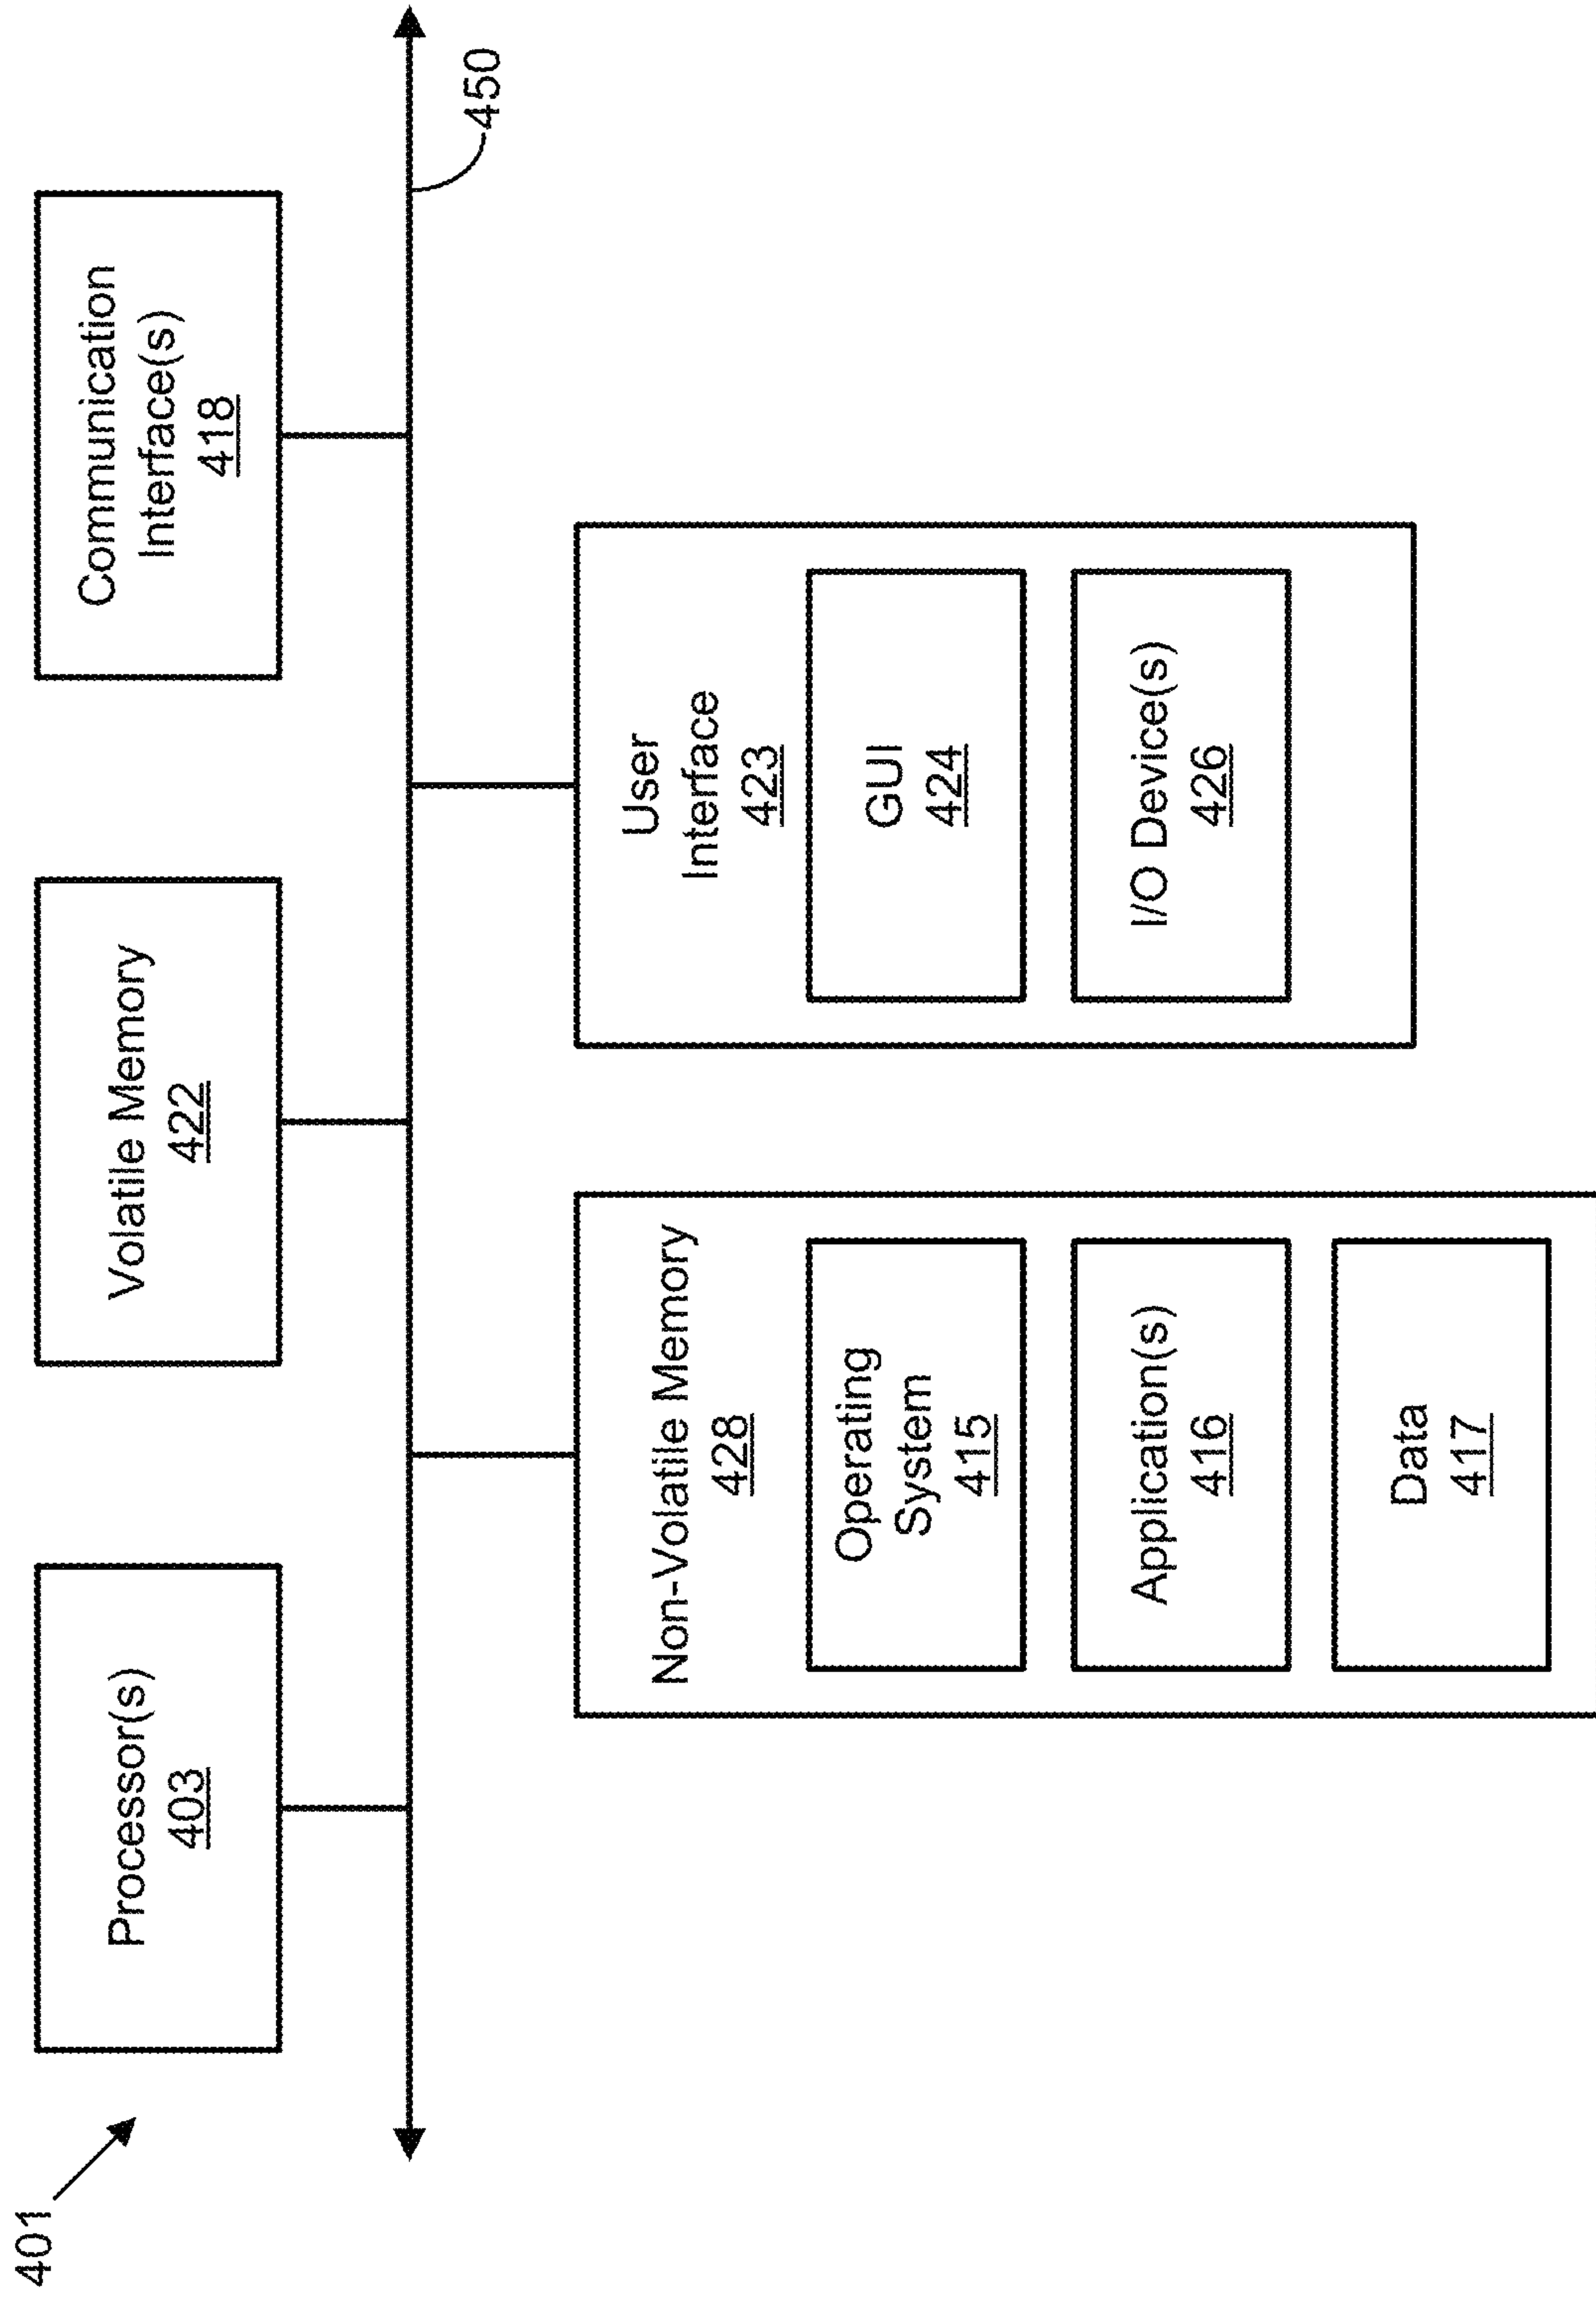 401
Processor(s)
403
Volatile Memory
422
Communication
Interface(s)
418
450
Non-Volatile Memory
428
Operating
System
415
Application(s)
416
Data
417
User
Interface
423
GUI
424
I/O Device(s)
426